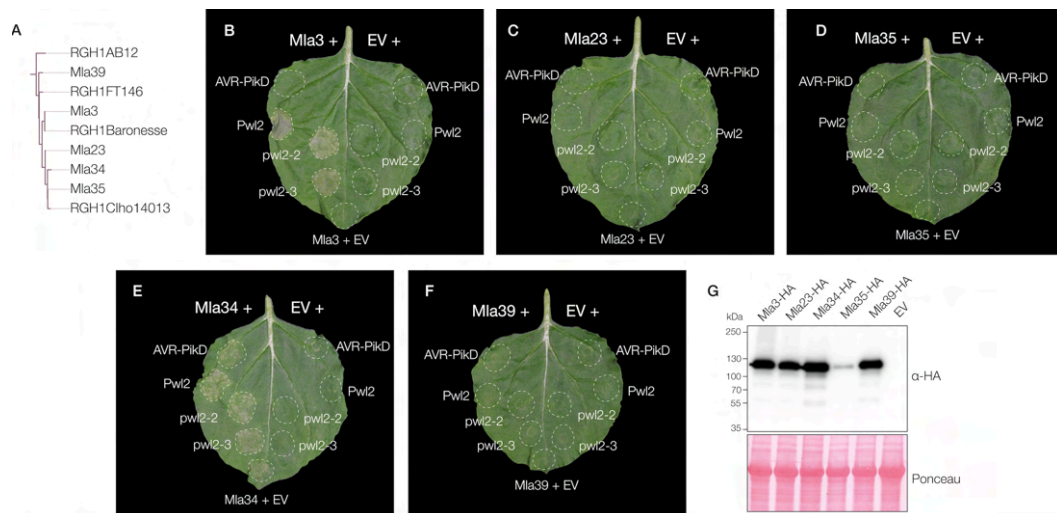 A
RGH1AB12
Mla39
RGH1FT146
Mla3
RGH1Baronesse
Mla23
Mla34
Mla35
RGH1CIho14013
B
Mla3 + EV +
AVR-PikD AVR-PikD
Pwl2 Pwl2
pwl2-2 pwl2-2
pwl2-3 pwl2-3
Mla3 + EV
C
Mla23 + EV +
AVR-PikD AVR-PikD
Pwl2 Pwl2
pwl2-2 pwl2-2
pwl2-3 pwl2-3
Mla23 + EV
D
Mla35 + EV +
AVR-PikD AVR-PikD
Pwl2 Pwl2
pwl2-2 pwl2-2
pwl2-3 pwl2-3
Mla35 + EV
E
Mla34 + EV +
AVR-PikD AVR-PikD
Pwl2 Pwl2
pwl2-2 pwl2-2
pwl2-3 pwl2-3
Mla34 + EV
F
Mla39 + EV +
AVR-PikD AVR-PikD
Pwl2 Pwl2
pwl2-2 pwl2-2
pwl2-3 pwl2-3
Mla39 + EV
G
Mla3-HA Mla23-HA Mla34-HA Mla35-HA Mla39-HA EV
kDa
250
130
100
70
55
35
α-HA
Ponceau